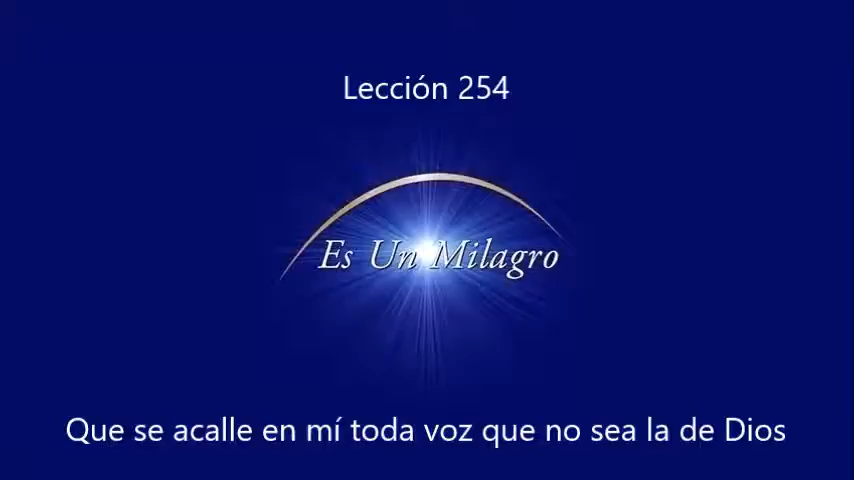 Lección 254
Es Un Milagro
Que se acalle en mí toda voz que no sea la de Dios